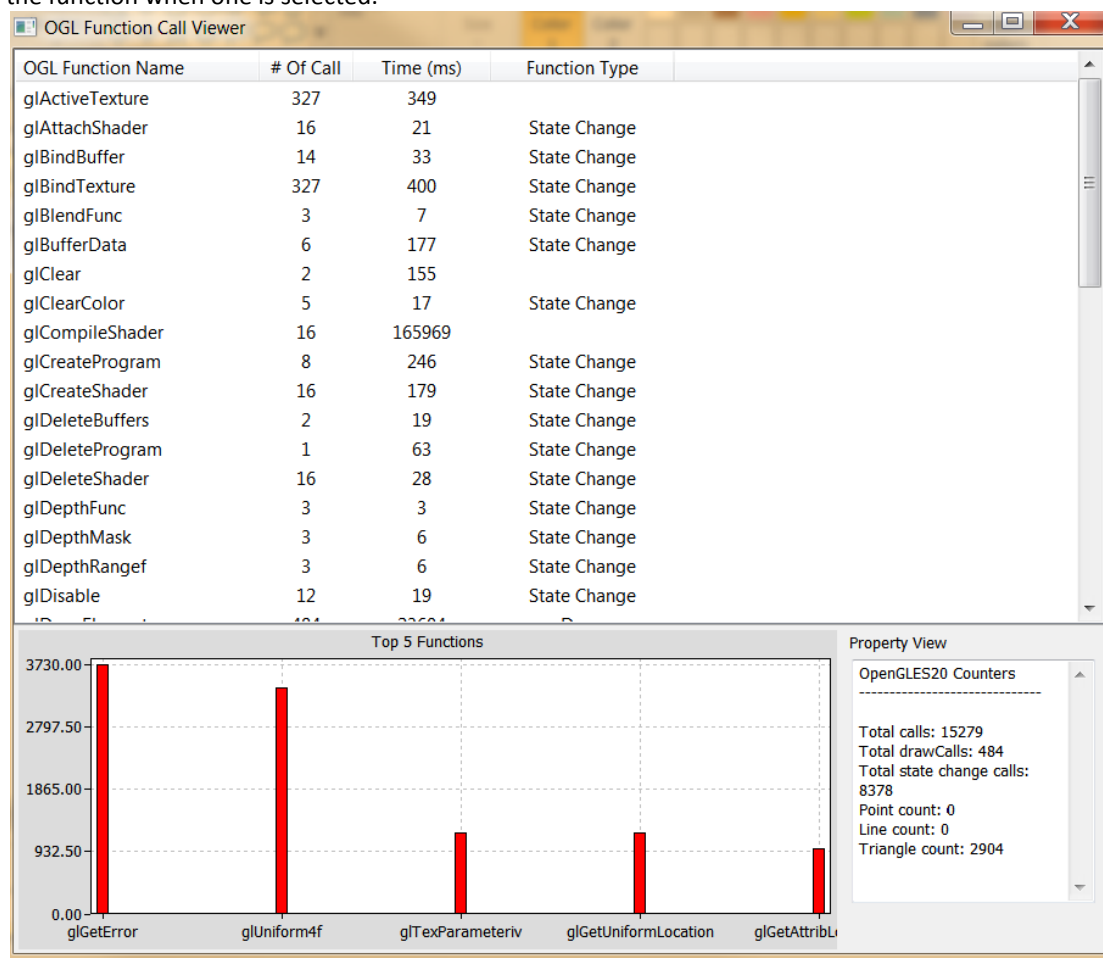 the function when one is selected.
OGL Function Call Viewer
OGL Function Name # Of Call Time (ms) Function Type
glActiveTexture 327 349
glAttachShader 16 21 State Change
glBindBuffer 14 33 State Change
glBindTexture 327 400 State Change
glBlendFunc 3 7 State Change
glBufferData 6 177 State Change
glClear 2 155
glClearColor 5 17 State Change
glCompileShader 16 165969
glCreateProgram 8 246 State Change
glCreateShader 16 179 State Change
glDeleteBuffers 2 19 State Change
glDeleteProgram 1 63 State Change
glDeleteShader 16 28 State Change
glDepthFunc 3 3 State Change
glDepthMask 3 6 State Change
glDepthRangef 3 6 State Change
glDisable 12 19 State Change
Top 5 Functions
3730.00
2797.50
1865.00
932.50
0.00
glGetError glUniform4f glTexParameteriv glGetUniformLocation glGetAttribL
Property View
OpenGLES20 Counters
------------------------------
Total calls: 15279
Total drawCalls: 484
Total state change calls:
8378
Point count: 0
Line count: 0
Triangle count: 2904